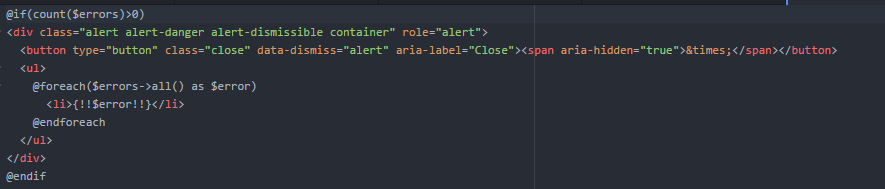 @if(count($errors)>0)
<div class="alert alert-danger alert-dismissible container" role="alert">
<button type="button" class="close" data-dismiss="alert" aria-label="Close"><span aria-hidden="true">&times;</span></button>
<ul>
@foreach($errors->all() as $error)
<li>{!!$error!!}</li>
@endforeach
</ul>
</div>
@endif